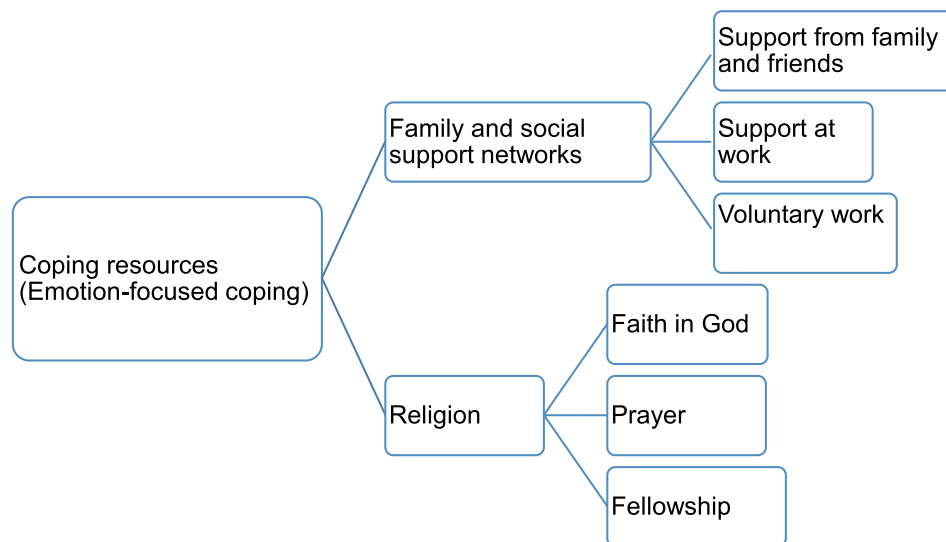 Coping resources
(Emotion-focused coping)
Family and social
support networks
Support from family
and friends
Support at
work
Voluntary work
Religion
Faith in God
Prayer
Fellowship